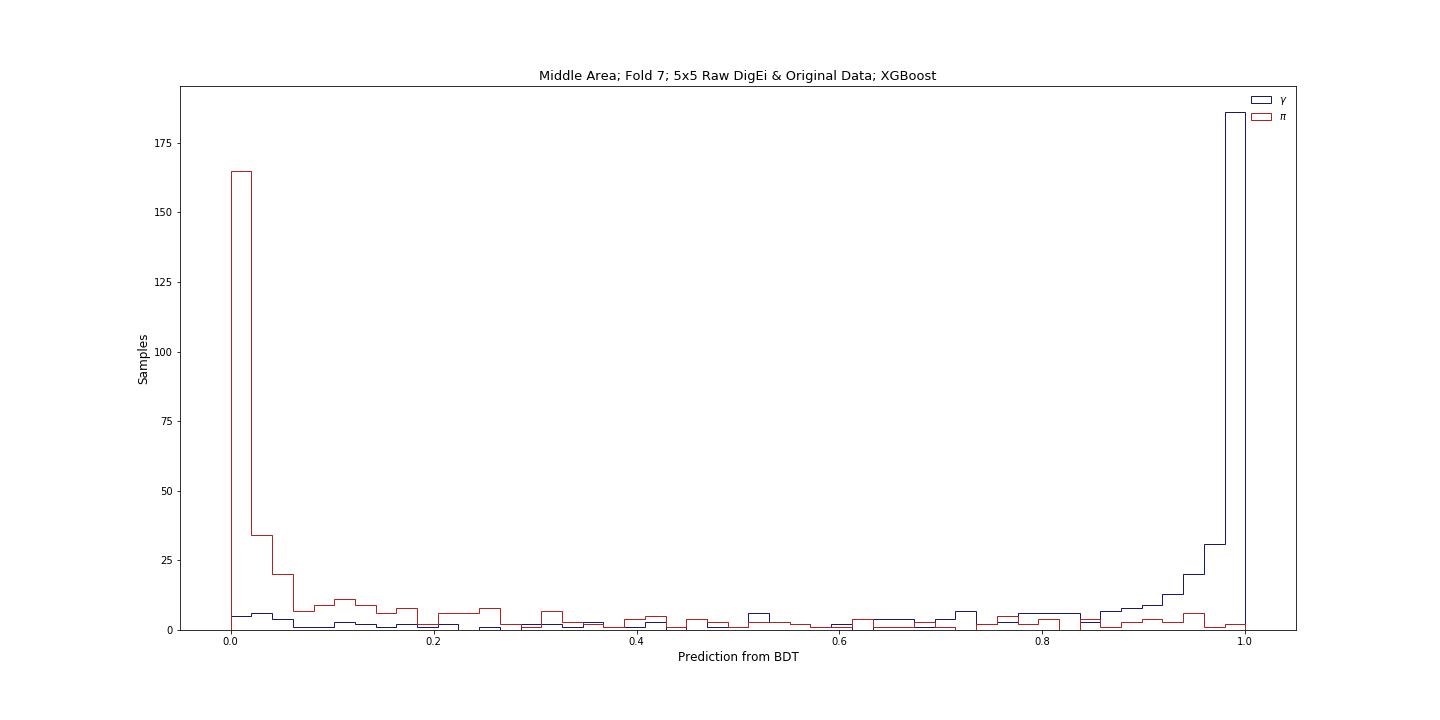 Middle Area; Fold 7; 5x5 Raw DigEi & Original Data; XGBoost
γ
π
175
150
125
100
75
50
25
0
Samples
0.0 0.2 0.4 0.6 0.8 1.0
Prediction from BDT